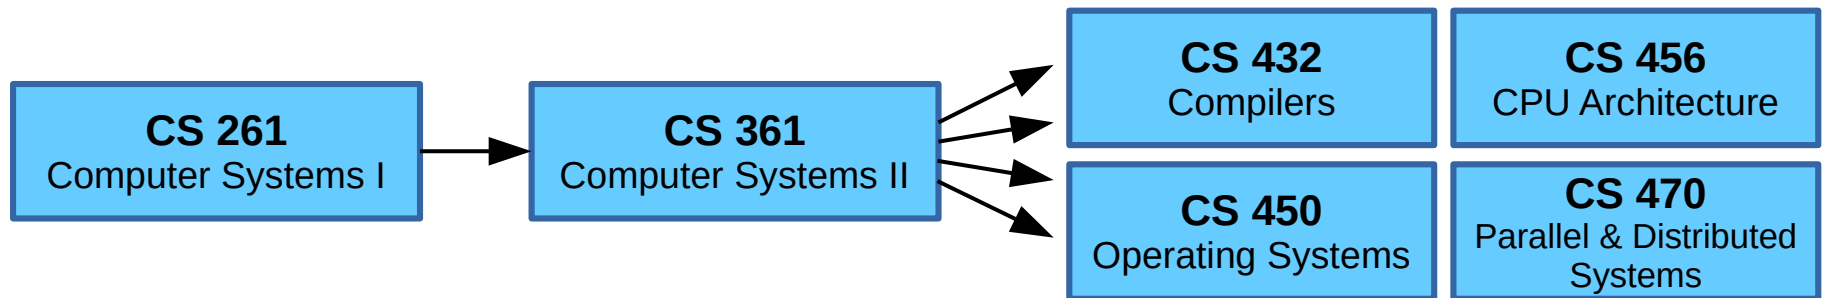 CS 261
Computer Systems I
CS 361
Computer Systems II
CS 432
Compilers
CS 456
CPU Architecture
CS 450
Operating Systems
CS 470
Parallel & Distributed
Systems